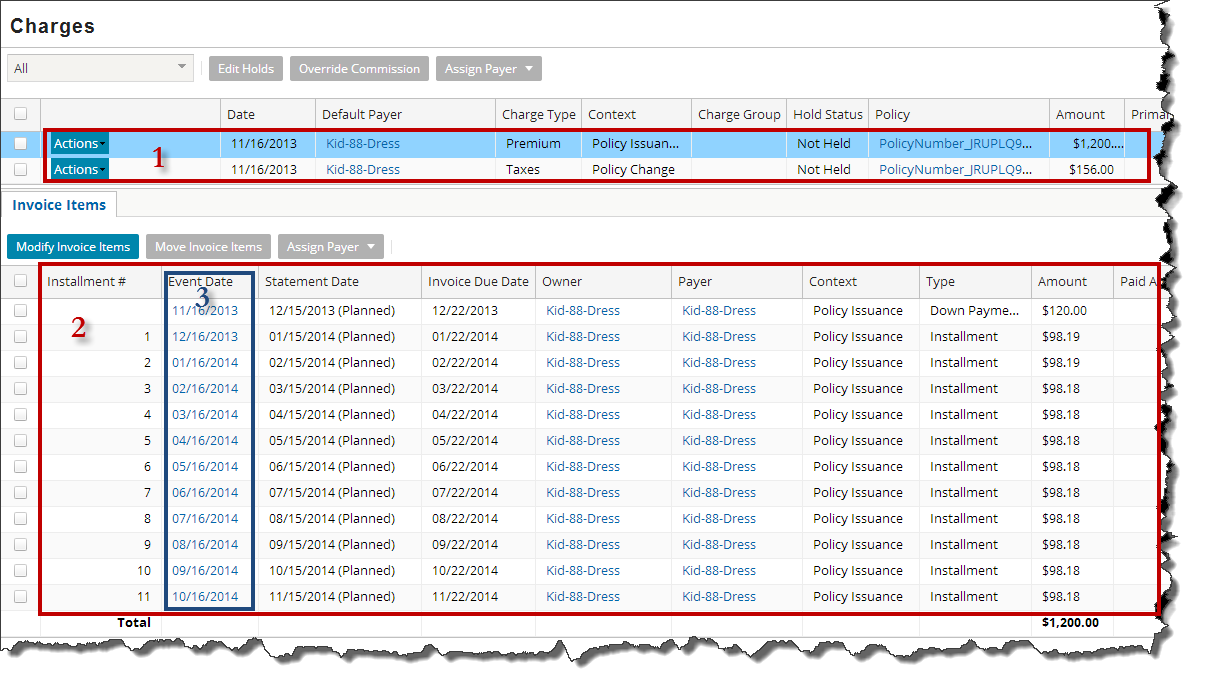 Charges
All Edit Holds Override Commission Assign Payer
Date Default Payer Charge Type Context Charge Group Hold Status Policy Amount Primar
Actions 11/16/2013 Kid-88-Dress Premium Policy Issuan... Not Held PolicyNumber_JRUPLQ9... $1,200....
1
Actions 11/16/2013 Kid-88-Dress Taxes Policy Change Not Held PolicyNumber_JRUPLQ9... $156.00
Invoice Items
Modify Invoice Items Move Invoice Items Assign Payer
Installment # Event Date Statement Date Invoice Due Date Owner Payer Context Type Amount Paid A
3
11/16/2013 12/15/2013 (Planned) 12/22/2013 Kid-88-Dress Kid-88-Dress Policy Issuance Down Payme... $120.00
2
1 12/16/2013 01/15/2014 (Planned) 01/22/2014 Kid-88-Dress Kid-88-Dress Policy Issuance Installment $98.19
2 01/16/2014 02/15/2014 (Planned) 02/22/2014 Kid-88-Dress Kid-88-Dress Policy Issuance Installment $98.19
3 02/16/2014 03/15/2014 (Planned) 03/22/2014 Kid-88-Dress Kid-88-Dress Policy Issuance Installment $98.18
4 03/16/2014 04/15/2014 (Planned) 04/22/2014 Kid-88-Dress Kid-88-Dress Policy Issuance Installment $98.18
5 04/16/2014 05/15/2014 (Planned) 05/22/2014 Kid-88-Dress Kid-88-Dress Policy Issuance Installment $98.18
6 05/16/2014 06/15/2014 (Planned) 06/22/2014 Kid-88-Dress Kid-88-Dress Policy Issuance Installment $98.18
7 06/16/2014 07/15/2014 (Planned) 07/22/2014 Kid-88-Dress Kid-88-Dress Policy Issuance Installment $98.18
8 07/16/2014 08/15/2014 (Planned) 08/22/2014 Kid-88-Dress Kid-88-Dress Policy Issuance Installment $98.18
9 08/16/2014 09/15/2014 (Planned) 09/22/2014 Kid-88-Dress Kid-88-Dress Policy Issuance Installment $98.18
10 09/16/2014 10/15/2014 (Planned) 10/22/2014 Kid-88-Dress Kid-88-Dress Policy Issuance Installment $98.18
11 10/16/2014 11/15/2014 (Planned) 11/22/2014 Kid-88-Dress Kid-88-Dress Policy Issuance Installment $98.18
Total $1,200.00